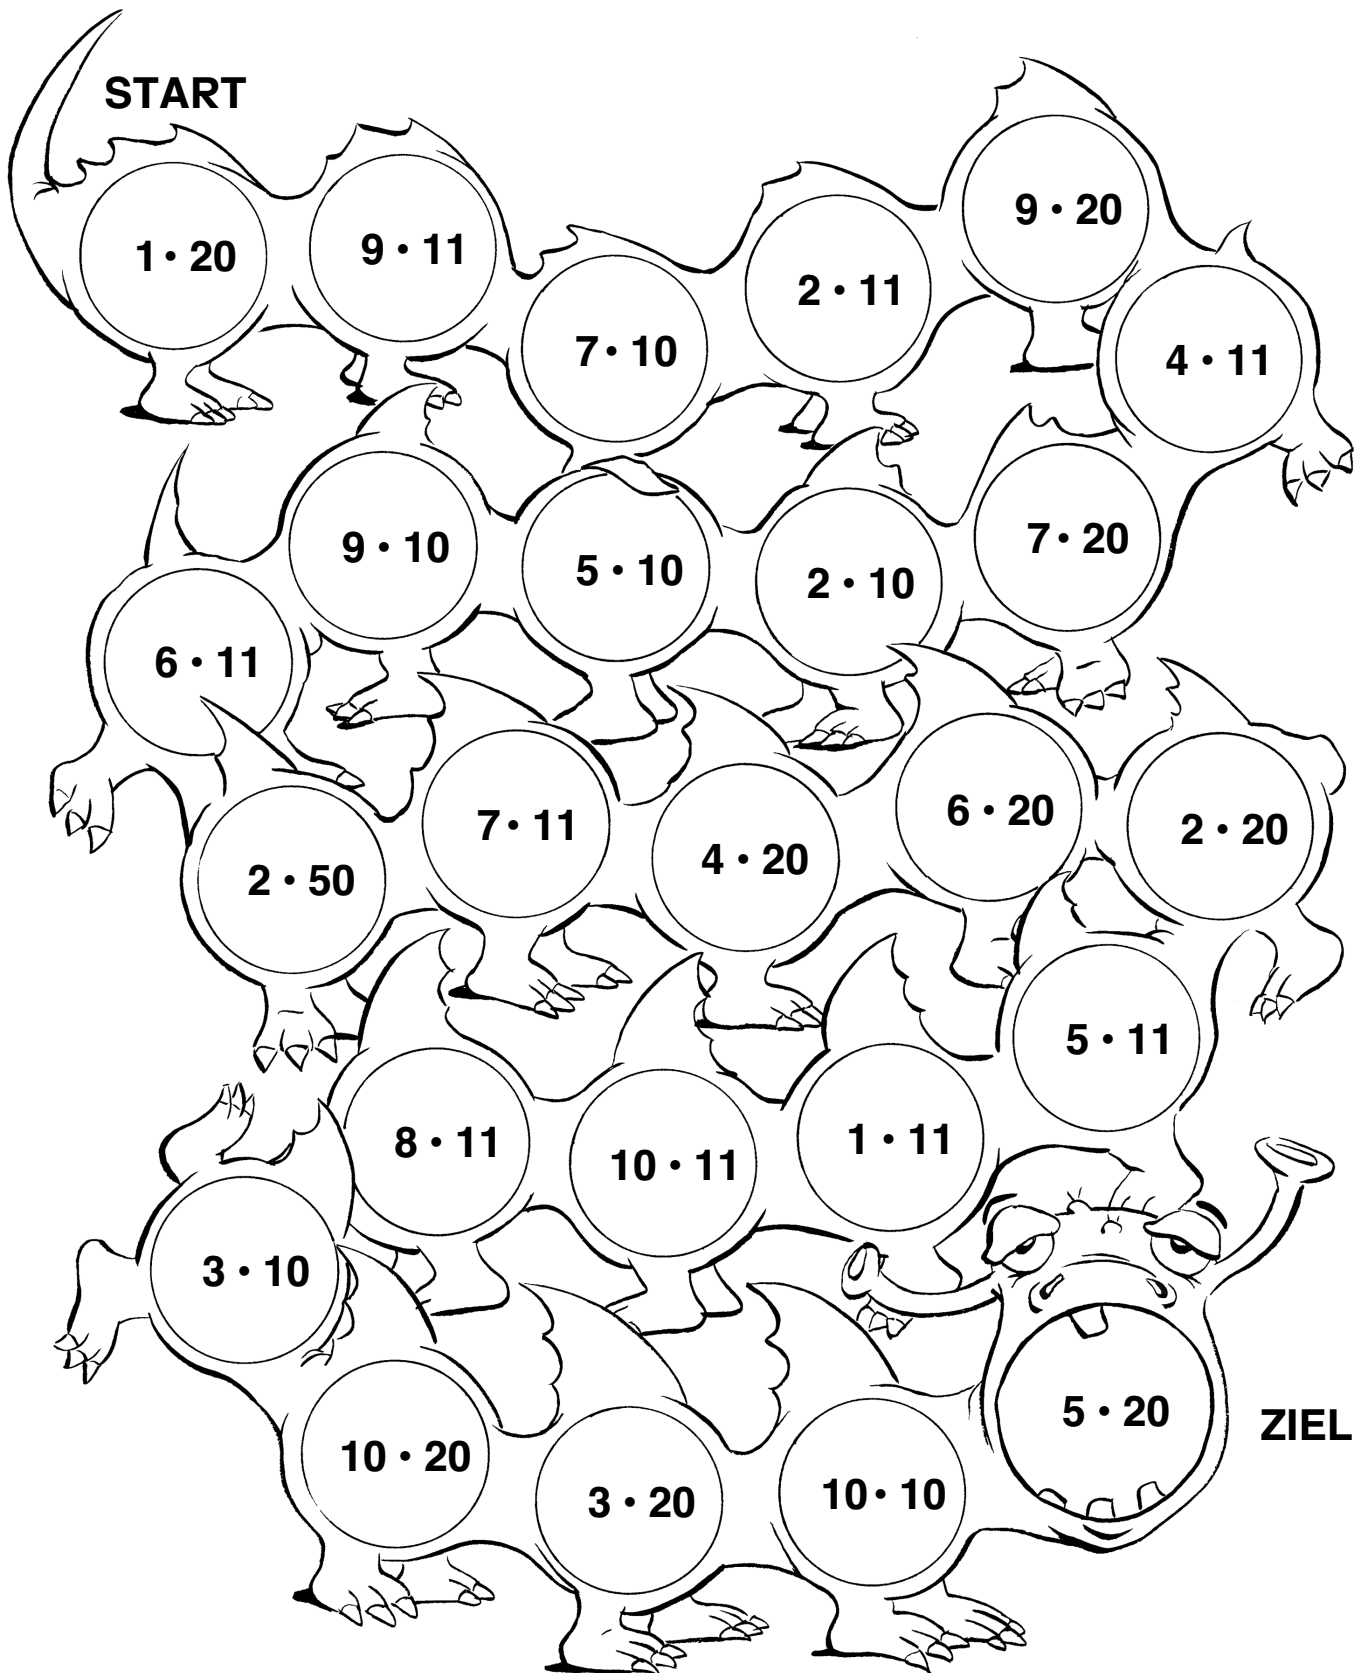 START
1 • 20
9 • 11
7 • 10
2 • 11
9 • 20
4 • 11
7 • 20
2 • 10
5 • 10
9 • 10
6 • 11
2 • 50
7 • 11
4 • 20
6 • 20
2 • 20
5 • 11
1 • 11
10 • 11
8 • 11
3 • 10
10 • 20
3 • 20
10 • 10
5 • 20
ZIEL